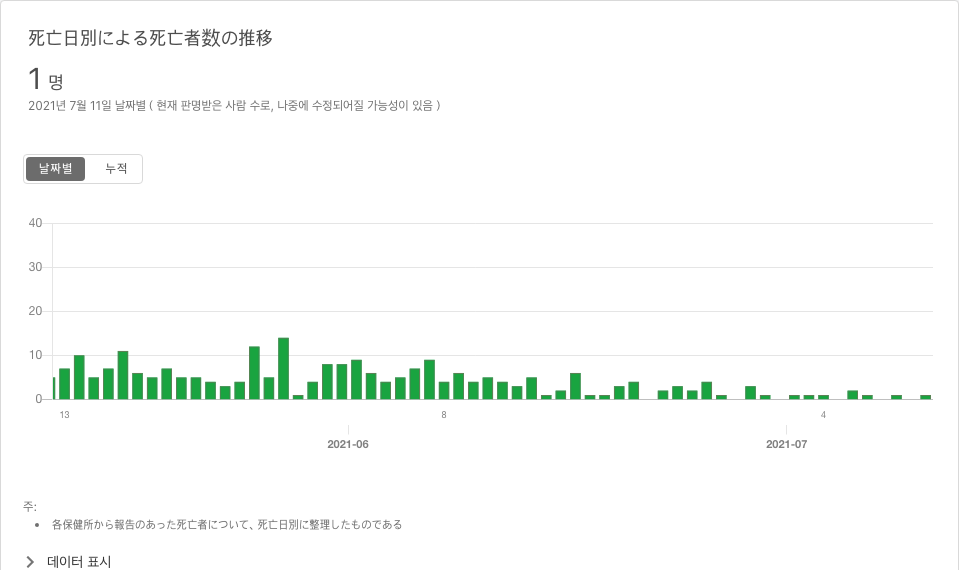 死亡日別による死亡者数の推移
1 명
2021년 7월 11일 날짜별 ( 현재 판명받은 사람 수로, 나중에 수정되어질 가능성이 있음 )
날짜별 누적
40
30
20
10
0
13 8 4
2021-06 2021-07
주:
• 各保健所から報告のあった死亡者について、死亡日別に整理したものである
데이터 표시